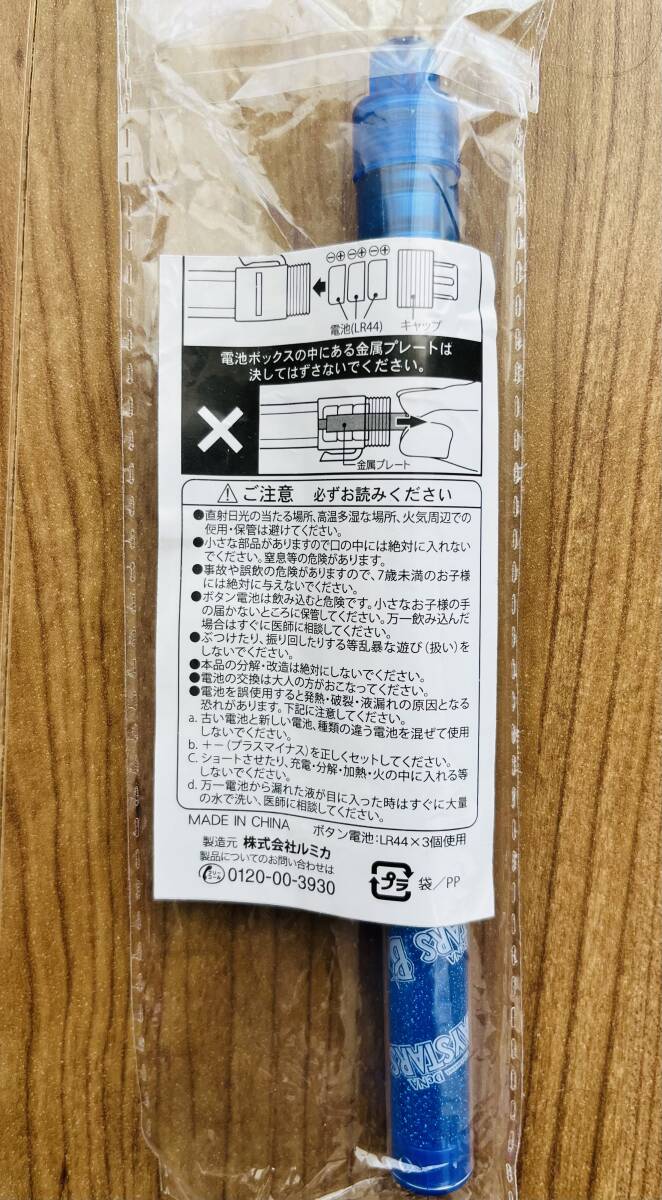 ⊖⊕⊖⊕⊖⊕
電池(LR44)
キャップ
電池ボックスの中にある金属プレートは
決してはずさないでください。
金属プレート
ご注意 必ずお読みください
●直射日光の当たる場所、高温多湿な場所、火気周辺での
使用・保管は避けてください。
●小さな部品がありますので口の中には絶対に入れない
でください。窒息等の危険があります。
●事故や誤飲の危険がありますので、7歳未満のお子様
には絶対に与えないでください。
●ボタン電池は飲み込むと危険です。小さなお子様の手
の届かないところに保管してください。万一飲み込んだ
場合はすぐに医師に相談してください。
●ぶつけたり、振り回したりする等乱暴な遊び(扱い)を
しないでください。
●本品の分解・改造は絶対にしないでください。
●電池の交換は大人の方がおこなってください。
●電池を誤使用すると発熱・破裂・液漏れの原因となる
恐れがあります。下記に注意してください。
a. 古い電池と新しい電池、種類の違う電池を混ぜて使用
しないでください。
b. +-(プラスマイナス)を正しくセットしてください。
C. ショートさせたり、充電・分解・加熱・火の中に入れる等
しないでください。
d. 万一電池から漏れた液が目に入った時はすぐに大量
の水で洗い、医師に相談してください。
MADE IN CHINA ボタン電池:LR44×3個使用
製造元 株式会社ルミカ
製品についてのお問い合わせは
フリーコール 0120-00-3930
プラ 袋/PP
DeNA
STARS
B
DeNA
AYSTARS